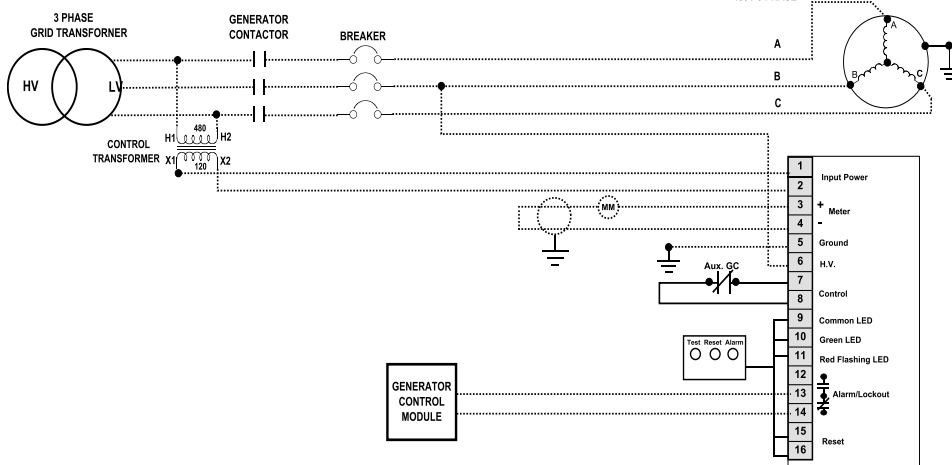 3 PHASE
GRID TRANSFORNER
GENERATOR
CONTACTOR
BREAKER
A
B
C
HV
LV
A
B
C
CONTROL
TRANSFORMER
H1
480
H2
X1
120
X2
MM
Aux. GC
1
2
Input Power
3
+
4
-
Meter
5
Ground
6
H.V.
7
8
Control
9
Common LED
10
Green LED
11
Red Flashing LED
12
13
Alarm/Lockout
14
15
Reset
16
Test Reset Alarm
GENERATOR
CONTROL
MODULE